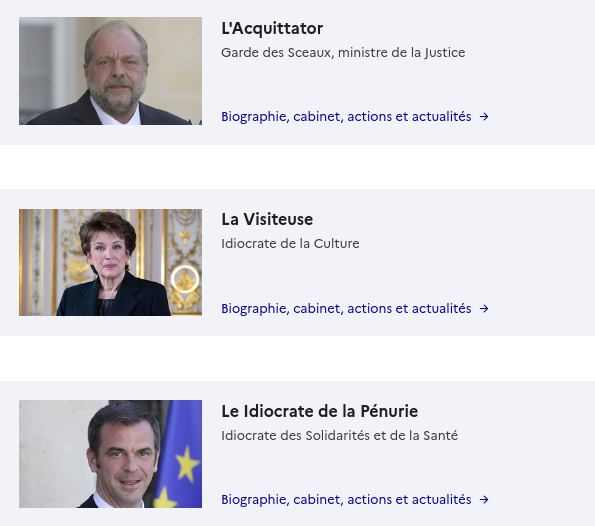 L'Acquittator
Garde des Sceaux, ministre de la Justice
Biographie, cabinet, actions et actualités →
La Visiteuse
Idiocrate de la Culture
Biographie, cabinet, actions et actualités →
Le Idiocrate de la Pénurie
Idiocrate des Solidarités et de la Santé
Biographie, cabinet, actions et actualités →